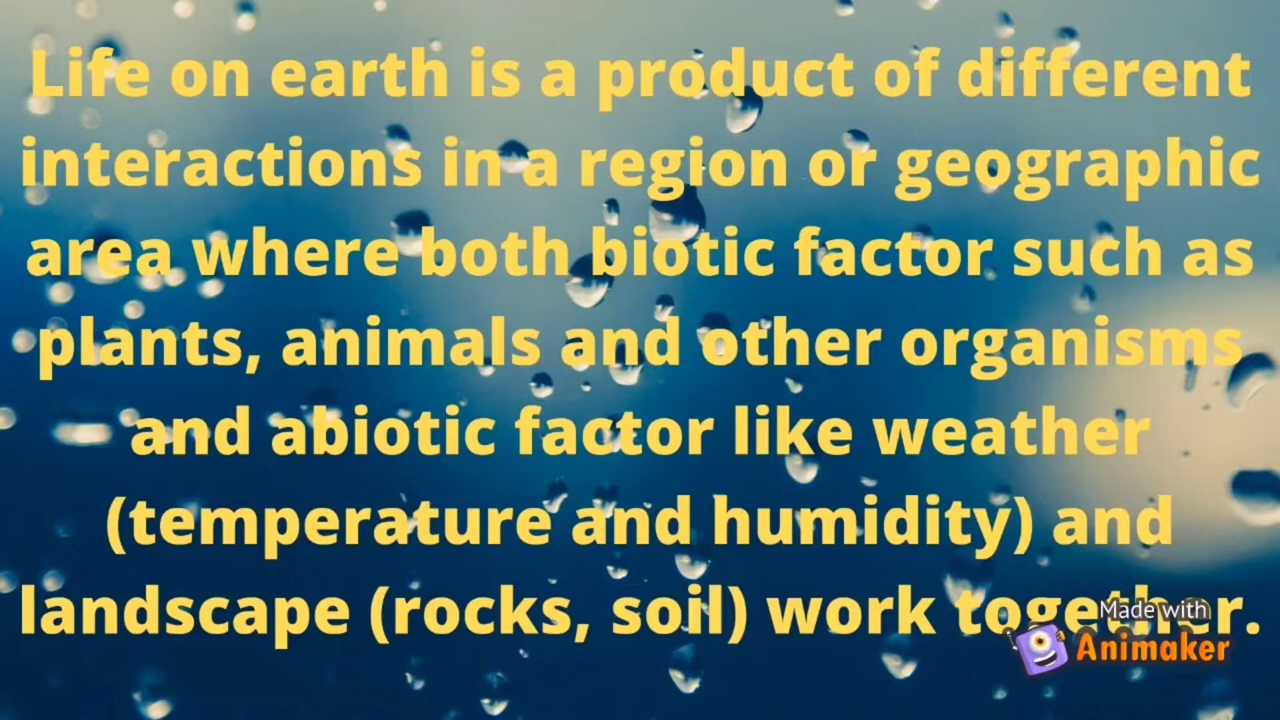 Life on earth is a product of different
interactions in a region or geographic
area where both biotic factor such as
plants, animals and other organisms
and abiotic factor like weather
(temperature and humidity) and
landscape (rocks, soil) work together.
Made with
Animaker